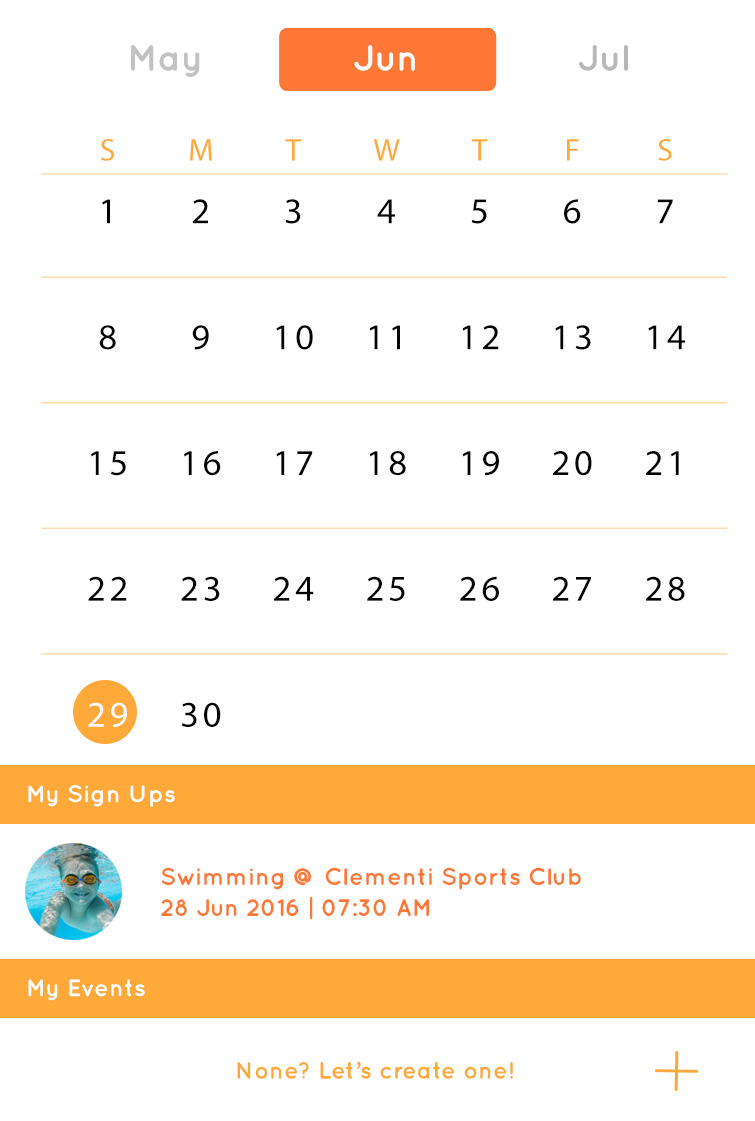 May Jun Jul
S M T W T F S
1 2 3 4 5 6 7
8 9 10 11 12 13 14
15 16 17 18 19 20 21
22 23 24 25 26 27 28
29 30
My Sign Ups
Swimming @ Clementi Sports Club
28 Jun 2016 | 07:30 AM
My Events
None? Let's create one!